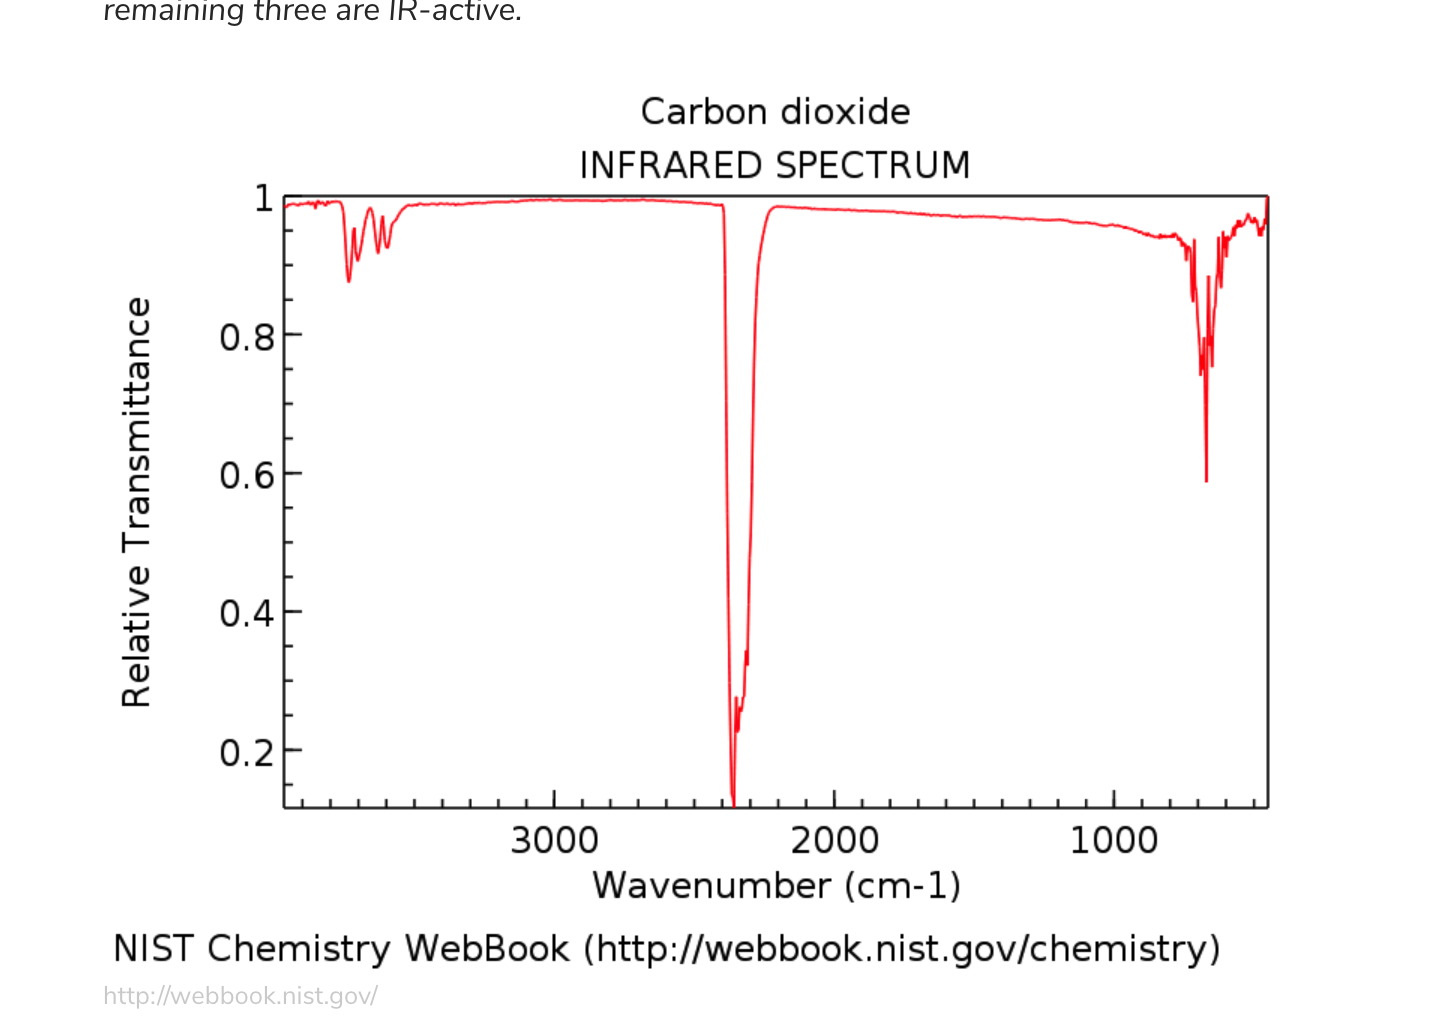 remaining three are IR-active.
Carbon dioxide
INFRARED SPECTRUM
1
0.8
0.6
0.4
0.2
Relative Transmittance
3000 2000 1000
Wavenumber (cm-1)
NIST Chemistry WebBook (http://webbook.nist.gov/chemistry)
http://webbook.nist.gov/